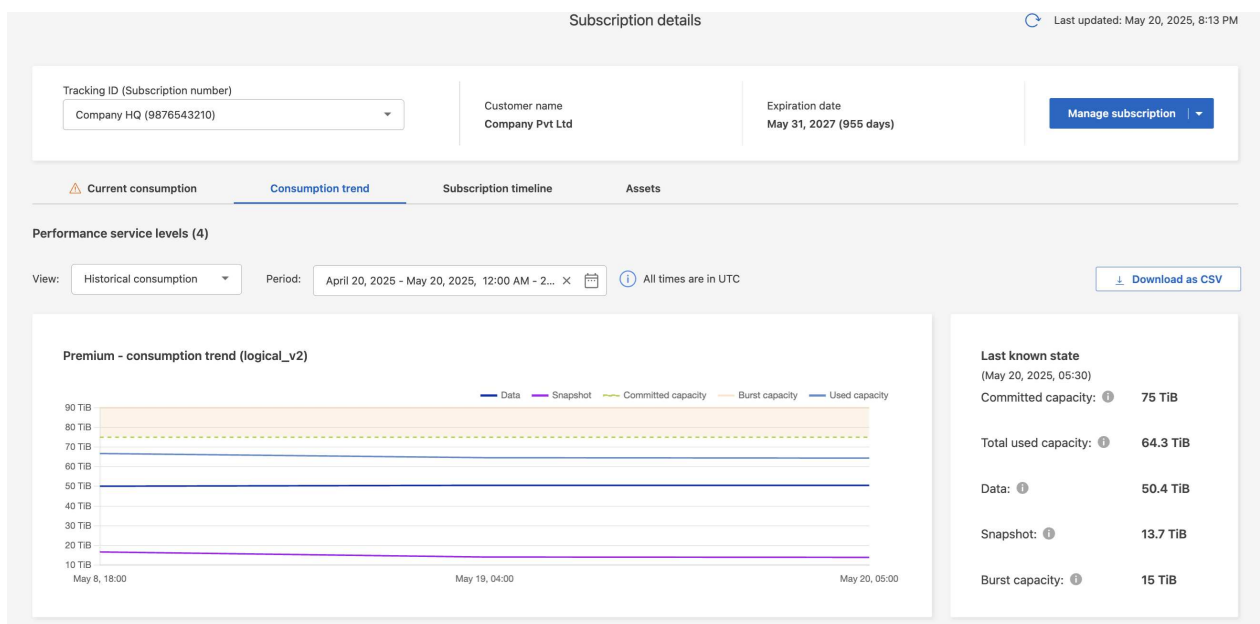 Subscription details
Last updated: May 20, 2025, 8:13 PM
Tracking ID (Subscription number)
Company HQ (9876543210)
Customer name
Company Pvt Ltd
Expiration date
May 31, 2027 (955 days)
Manage subscription
Current consumption
Consumption trend
Subscription timeline
Assets
Performance service levels (4)
View:
Historical consumption
Period:
April 20, 2025 - May 20, 2025, 12:00 AM - 2...
All times are in UTC
Download as CSV
Premium - consumption trend (logical_v2)
Data
Snapshot
Committed capacity
Burst capacity
Used capacity
90 TiB
80 TiB
70 TiB
60 TiB
50 TiB
40 TiB
30 TiB
20 TiB
10 TiB
May 8, 18:00
May 19, 04:00
May 20, 05:00
Last known state
(May 20, 2025, 05:30)
Committed capacity: 75 TiB
Total used capacity: 64.3 TiB
Data: 50.4 TiB
Snapshot: 13.7 TiB
Burst capacity: 15 TiB